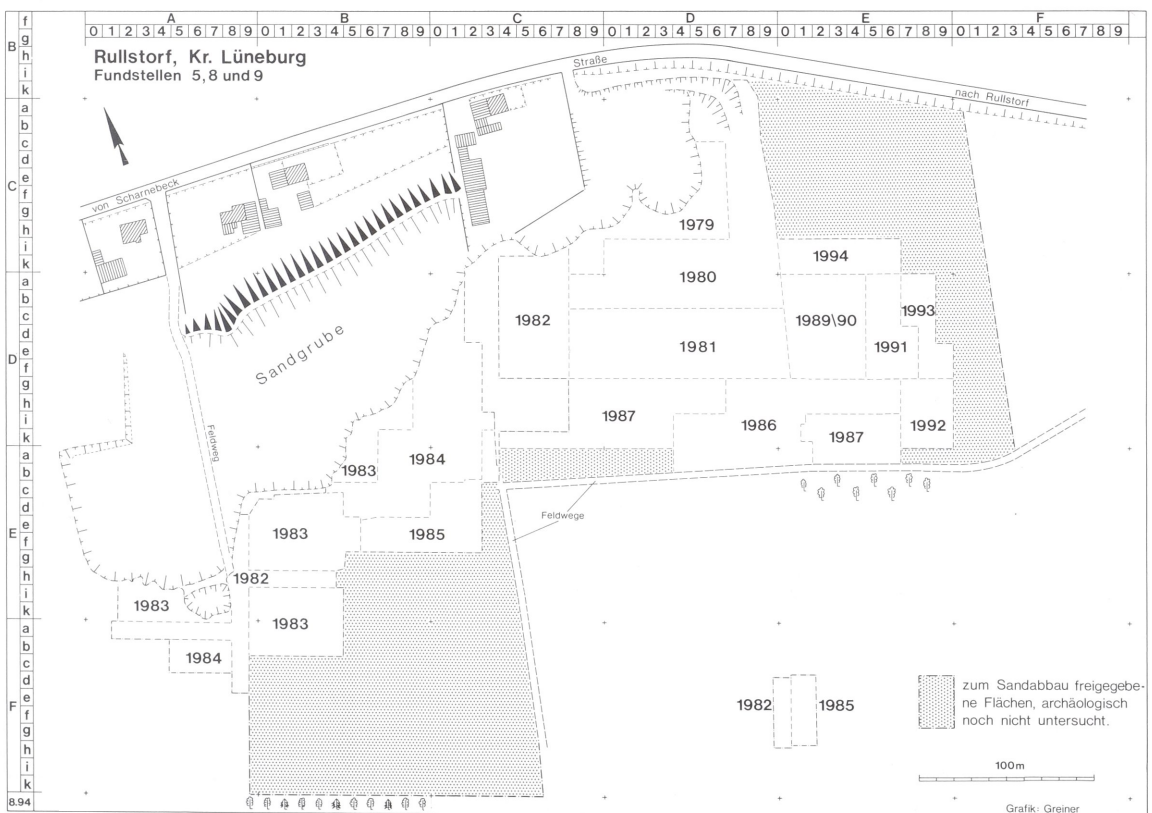 A B C D E F
0 1 2 3 4 5 6 7 8 9 0 1 2 3 4 5 6 7 8 9 0 1 2 3 4 5 6 7 8 9 0 1 2 3 4 5 6 7 8 9 0 1 2 3 4 5 6 7 8 9 0 1 2 3 4 5 6 7 8 9
B
f
g
h
i
k
C
a
b
c
d
e
f
g
h
i
k
D
a
b
c
d
e
f
g
h
i
k
E
a
b
c
d
e
f
g
h
i
k
F
a
b
c
d
e
f
g
h
i
k
8.94
Rullstorf, Kr. Lüneburg
Fundstellen 5,8 und 9
Straße
nach Rullstorf
von Scharnebeck
1979
1994
1980
1982
1989\90
1993
Sandgrube
1981
1991
Feldweg
1987
1986
1987
1992
1983
1984
Feldwege
1983
1985
1982
1983
1983
1984
1982
1985
zum Sandabbau freigegebe-
ne Flächen, archäologisch
noch nicht untersucht.
100m
Grafik: Greiner